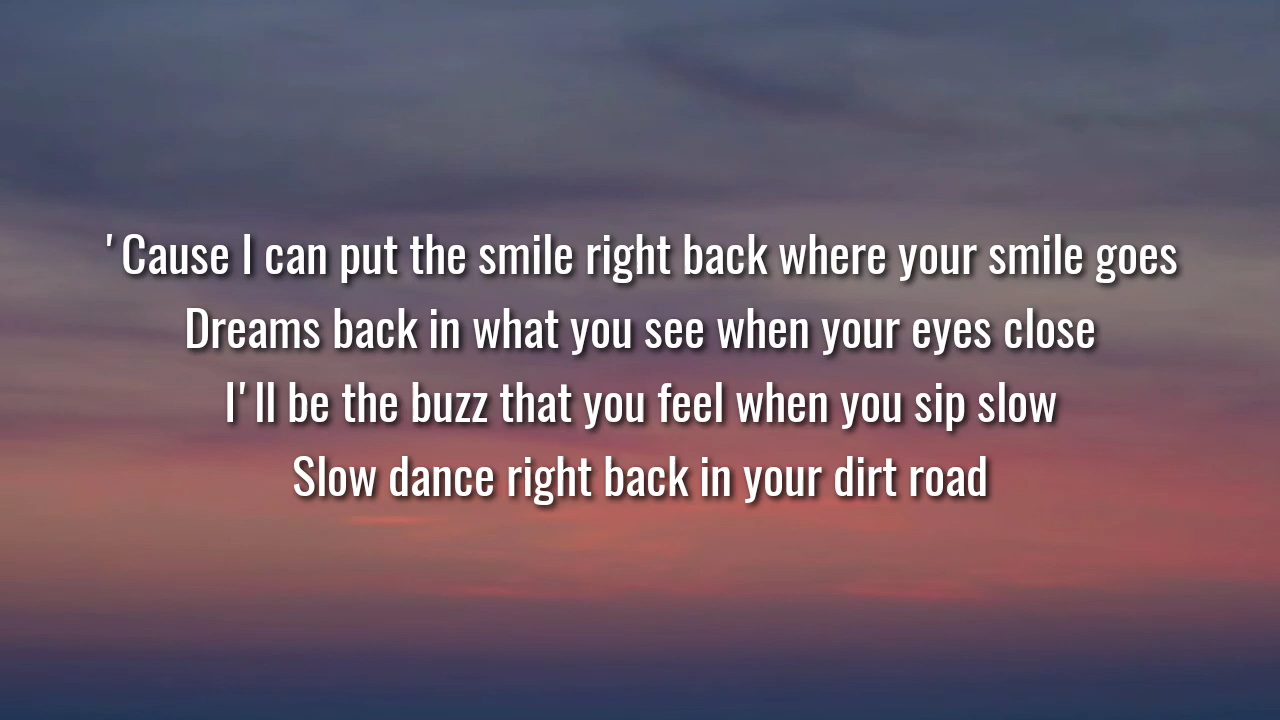 'Cause I can put the smile right back where your smile goes
Dreams back in what you see when your eyes close
I'll be the buzz that you feel when you sip slow
Slow dance right back in your dirt road